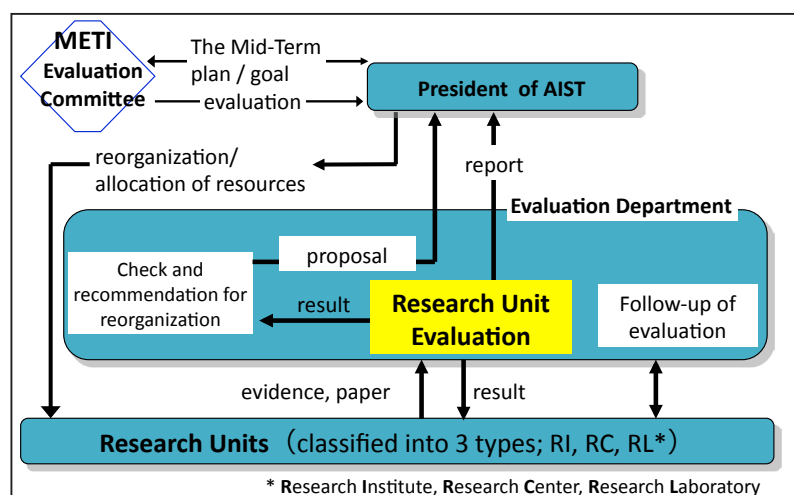 METI
Evaluation
Committee
The Mid-Term
plan / goal
evaluation
President of AIST
reorganization/
allocation of resources
report
Evaluation Department
proposal
Check and
recommendation for
reorganization
result
Research Unit
Evaluation
Follow-up of
evaluation
evidence, paper
result
Research Units（classified into 3 types; RI, RC, RL*）
* Research Institute, Research Center, Research Laboratory